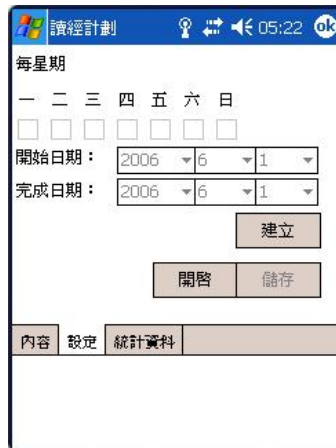 讀經計劃 05:22 ok
每星期
一 二 三 四 五 六 日
開始日期： 2006 6 1
完成日期： 2006 6 1
建立
開啓 儲存
內容 設定 統計資料